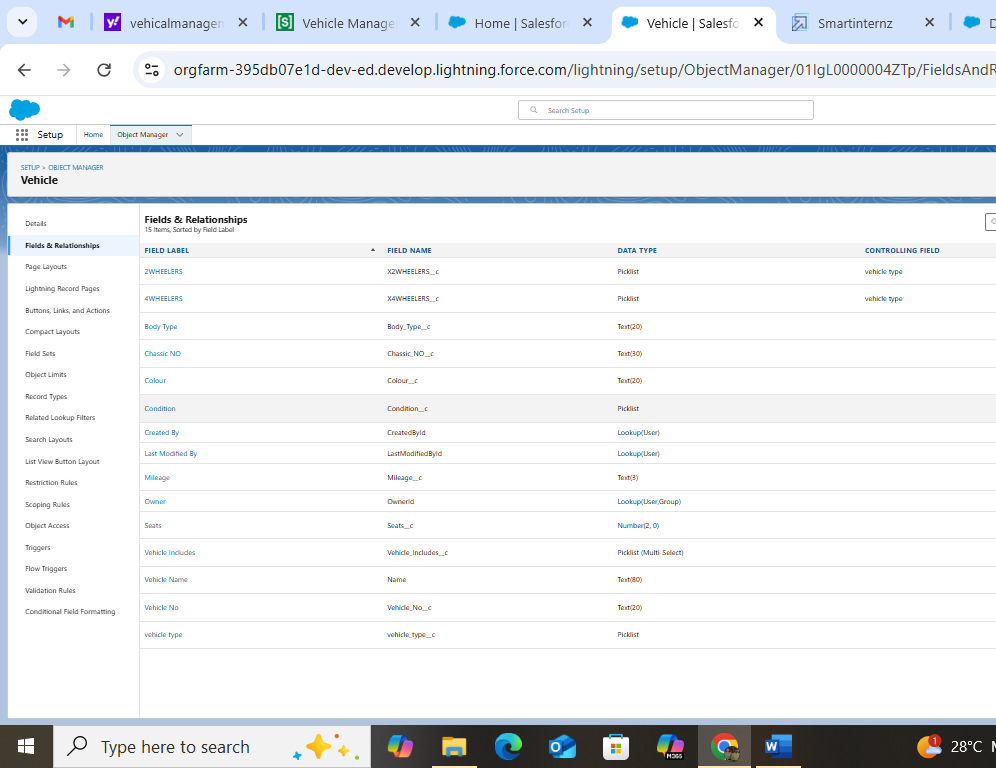 vehicalmanagen
Vehicle Manage
Home | Salesfor
Vehicle | Salesfo
Smartinternz
D
orgfarm-395db07e1d-dev-ed.develop.lightning.force.com/lightning/setup/ObjectManager/01IgL0000004ZTp/FieldsAndR
Search Setup
Setup Home Object Manager
SETUP > OBJECT MANAGER
Vehicle
Details
Fields & Relationships
Page Layouts
Lightning Record Pages
Buttons, Links, and Actions
Compact Layouts
Field Sets
Object Limits
Record Types
Related Lookup Filters
Search Layouts
List View Button Layout
Restriction Rules
Scoping Rules
Object Access
Triggers
Flow Triggers
Validation Rules
Conditional Field Formatting
Fields & Relationships
15 Items, Sorted by Field Label
FIELD LABEL FIELD NAME DATA TYPE CONTROLLING FIELD
2WHEELERS X2WHEELERS__c Picklist vehicle type
4WHEELERS X4WHEELERS__c Picklist vehicle type
Body Type Body_Type__c Text(20)
Chassic NO Chassic_NO__c Text(30)
Colour Colour__c Text(20)
Condition Condition__c Picklist
Created By CreatedById Lookup(User)
Last Modified By LastModifiedById Lookup(User)
Mileage Mileage__c Text(3)
Owner OwnerId Lookup(User,Group)
Seats Seats__c Number(2, 0)
Vehicle Includes Vehicle_Includes__c Picklist (Multi-Select)
Vehicle Name Name Text(80)
Vehicle No Vehicle_No__c Text(20)
vehicle type vehicle_type__c Picklist
Type here to search
M365
W
1
28°C